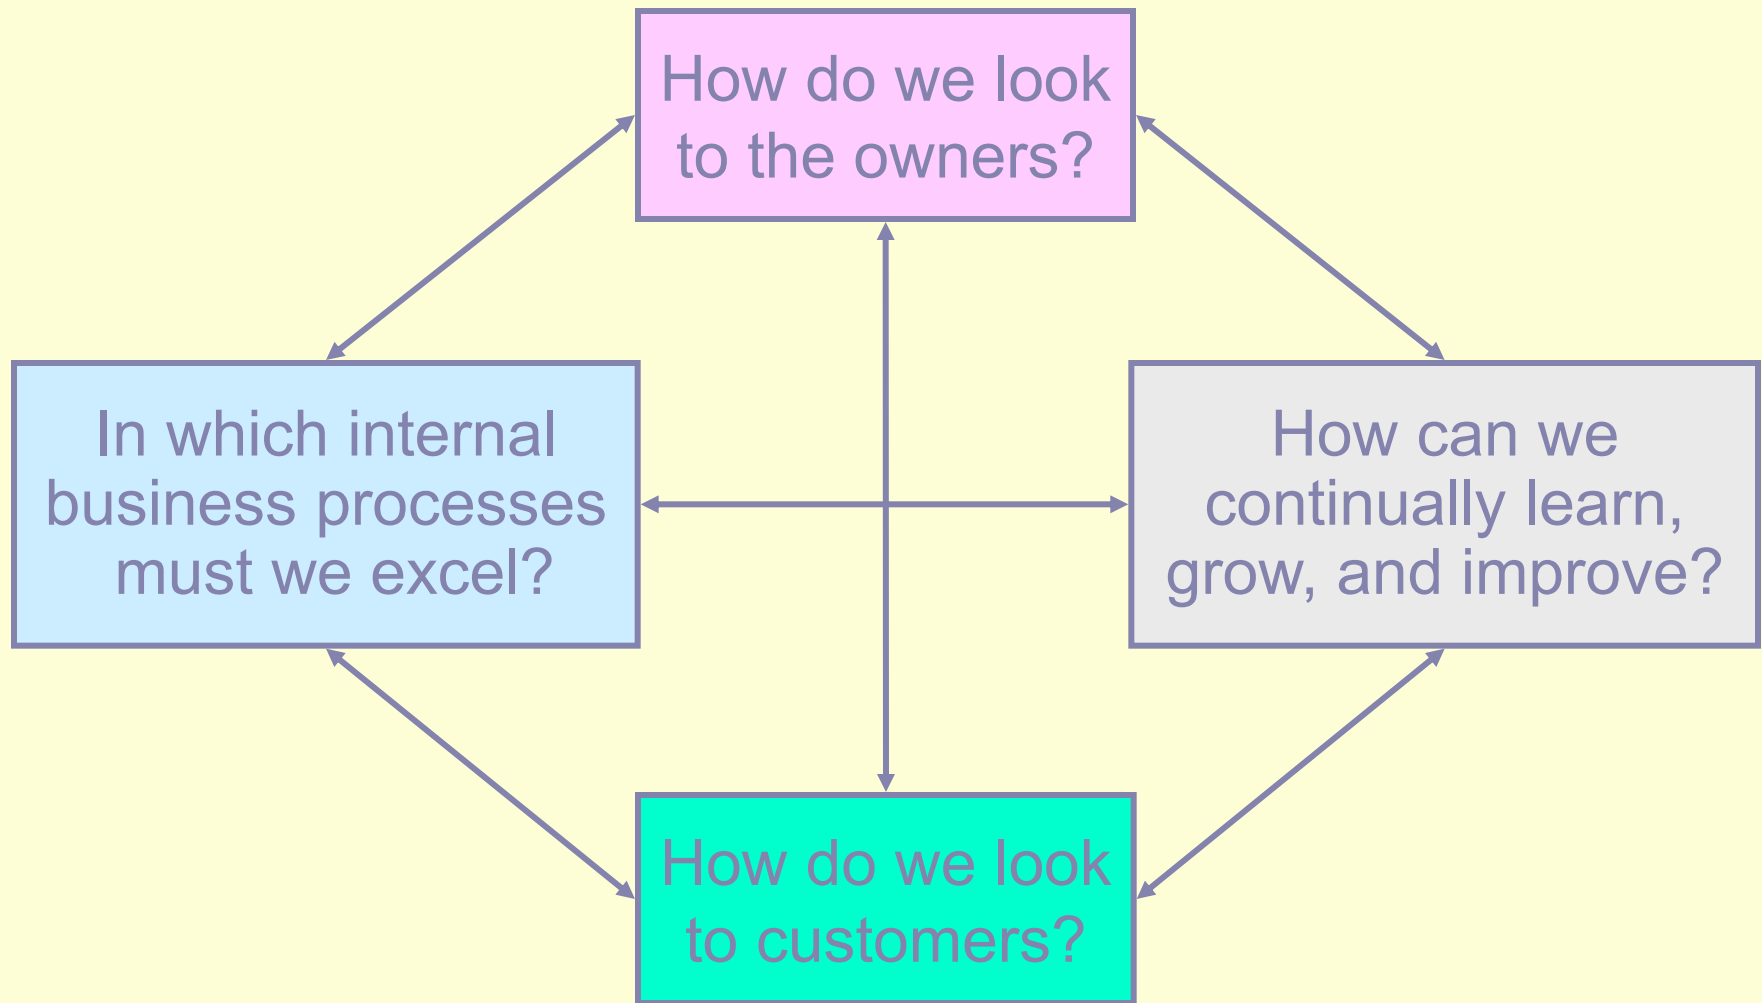 How do we look
to the owners?
In which internal
business processes
must we excel?
How can we
continually learn,
grow, and improve?
How do we look
to customers?